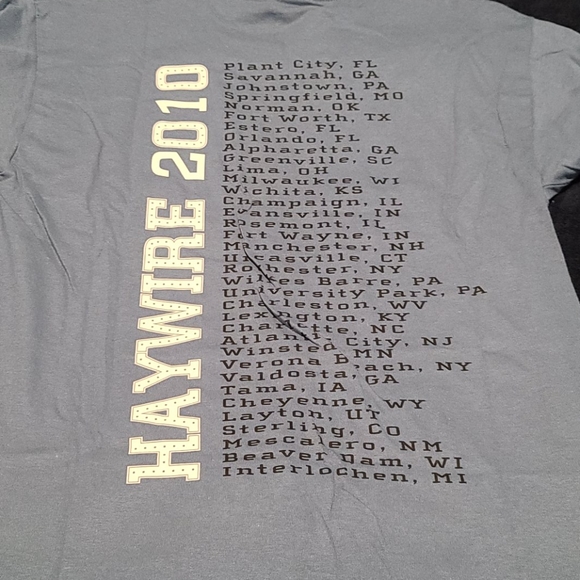 HAYWIRE 2010
Plant City, FL
Savannah, GA
Johnstown, PA
Springfield, MO
Norman, OK
Fort Worth, TX
Estero, FL
Orlando, FL
Alpharetta, GA
Greenville, SC
Lima, OH
Milwaukee, WI
Wichita, KS
Champaign, IL
Evansville, IN
Rosemont, IL
Fort Wayne, IN
Manchester, NH
Uncasville, CT
Rochester, NY
Wilkes Barre, PA
University Park, PA
Charleston, WV
Lexington, KY
Charlotte, NC
Atlantic City, NJ
Winsted, MN
Verona Beach, NY
Valdosta, GA
Tama, IA
Cheyenne, WY
Layton, UT
Sterling, CO
Mescalero, NM
Beaver Dam, WI
Interlochen, MI